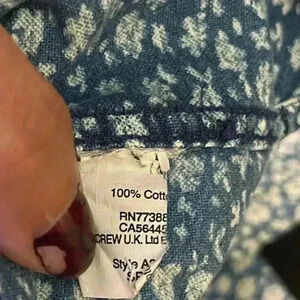 100% Cott
RN77388
CA56445
CREW U.K. Ltd E
Style